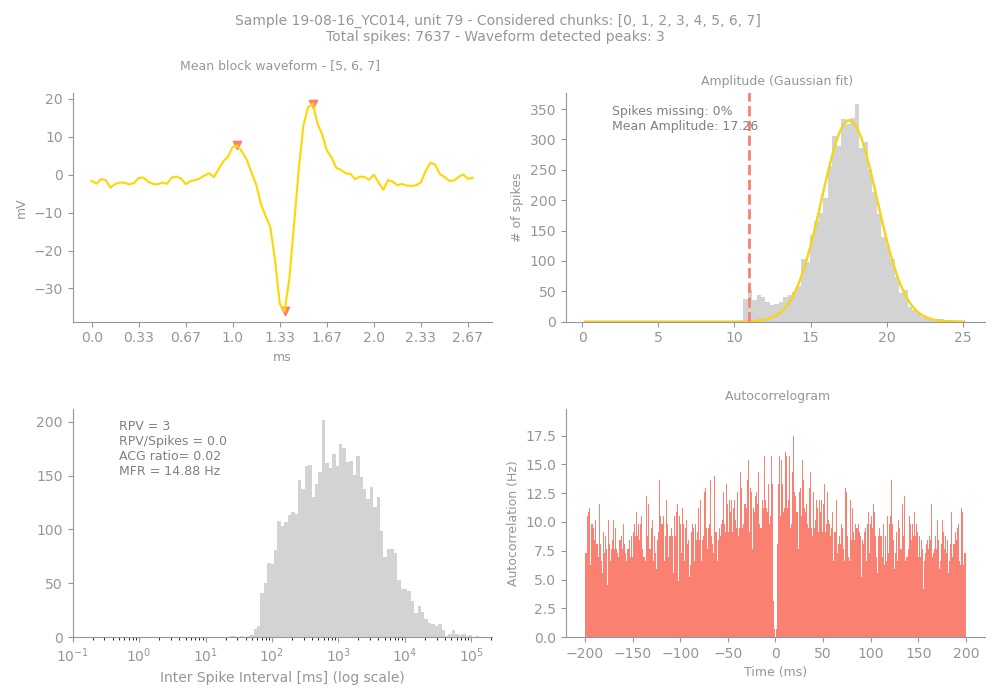 Sample 19-08-16_YC014, unit 79 - Considered chunks: [0, 1, 2, 3, 4, 5, 6, 7]
Total spikes: 7637 - Waveform detected peaks: 3
Mean block waveform - [5, 6, 7]
20
10
0
−10
−20
−30
mV
0.0 0.33 0.67 1.0 1.33 1.67 2.0 2.33 2.67
ms
Amplitude (Gaussian fit)
Spikes missing: 0%
Mean Amplitude: 17.26
350
300
250
200
150
100
50
0
# of spikes
0 5 10 15 20 25
RPV = 3
RPV/Spikes = 0.0
ACG ratio= 0.02
MFR = 14.88 Hz
200
150
100
50
0
10⁻¹ 10⁰ 10¹ 10² 10³ 10⁴ 10⁵
Inter Spike Interval [ms] (log scale)
Autocorrelogram
17.5
15.0
12.5
10.0
7.5
5.0
2.5
0.0
Autocorrelation (Hz)
−200 −150 −100 −50 0 50 100 150 200
Time (ms)